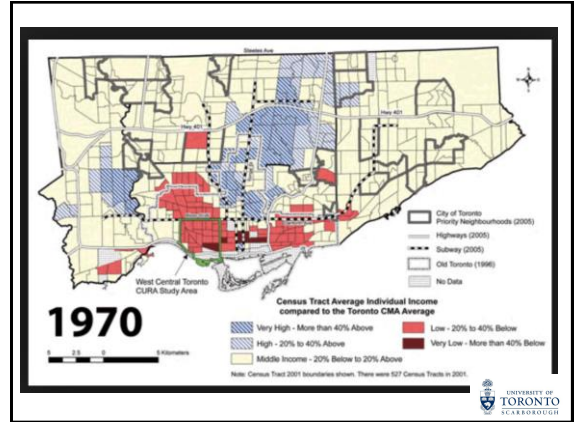 Steeles Ave
Hwy 401
Hwy 401
West Central Toronto
CURA Study Area
City of Toronto
Priority Neighbourhoods (2005)
Highways (2005)
Subway (2005)
Old Toronto (1996)
No Data
1970
5 2.5 0 5 Kilometers
Census Tract Average Individual Income
compared to the Toronto CMA Average
Very High - More than 40% Above
High - 20% to 40% Above
Middle Income - 20% Below to 20% Above
Low - 20% to 40% Below
Very Low - More than 40% Below
Note: Census Tract 2001 boundaries shown. There were 527 Census Tracts in 2001.
UNIVERSITY OF
TORONTO
SCARBOROUGH